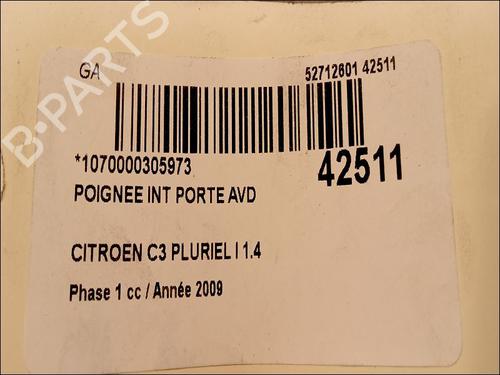 B-PARTS
GA
52712601 42511
*1070000305973
42511
POIGNEE INT PORTE AVD
CITROEN C3 PLURIEL I 1.4
Phase 1 cc / Année 2009